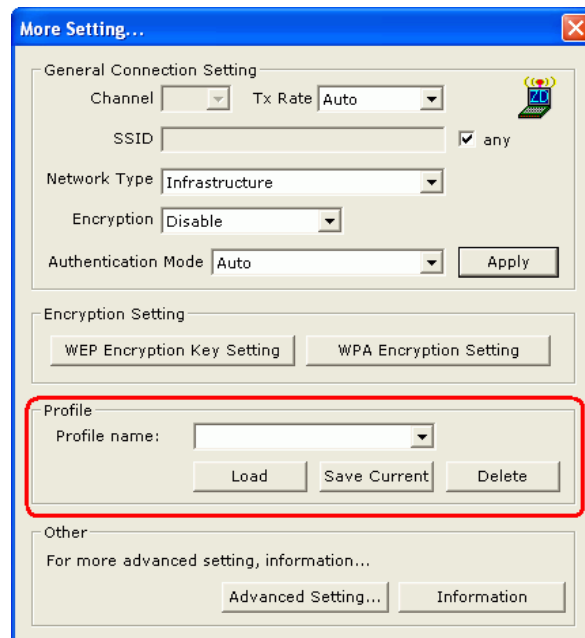 More Setting...
General Connection Setting
Channel Tx Rate Auto
ZD
SSID any
Network Type Infrastructure
Encryption Disable
Authentication Mode Auto Apply
Encryption Setting
WEP Encryption Key Setting WPA Encryption Setting
Profile
Profile name:
Load Save Current Delete
Other
For more advanced setting, information...
Advanced Setting... Information